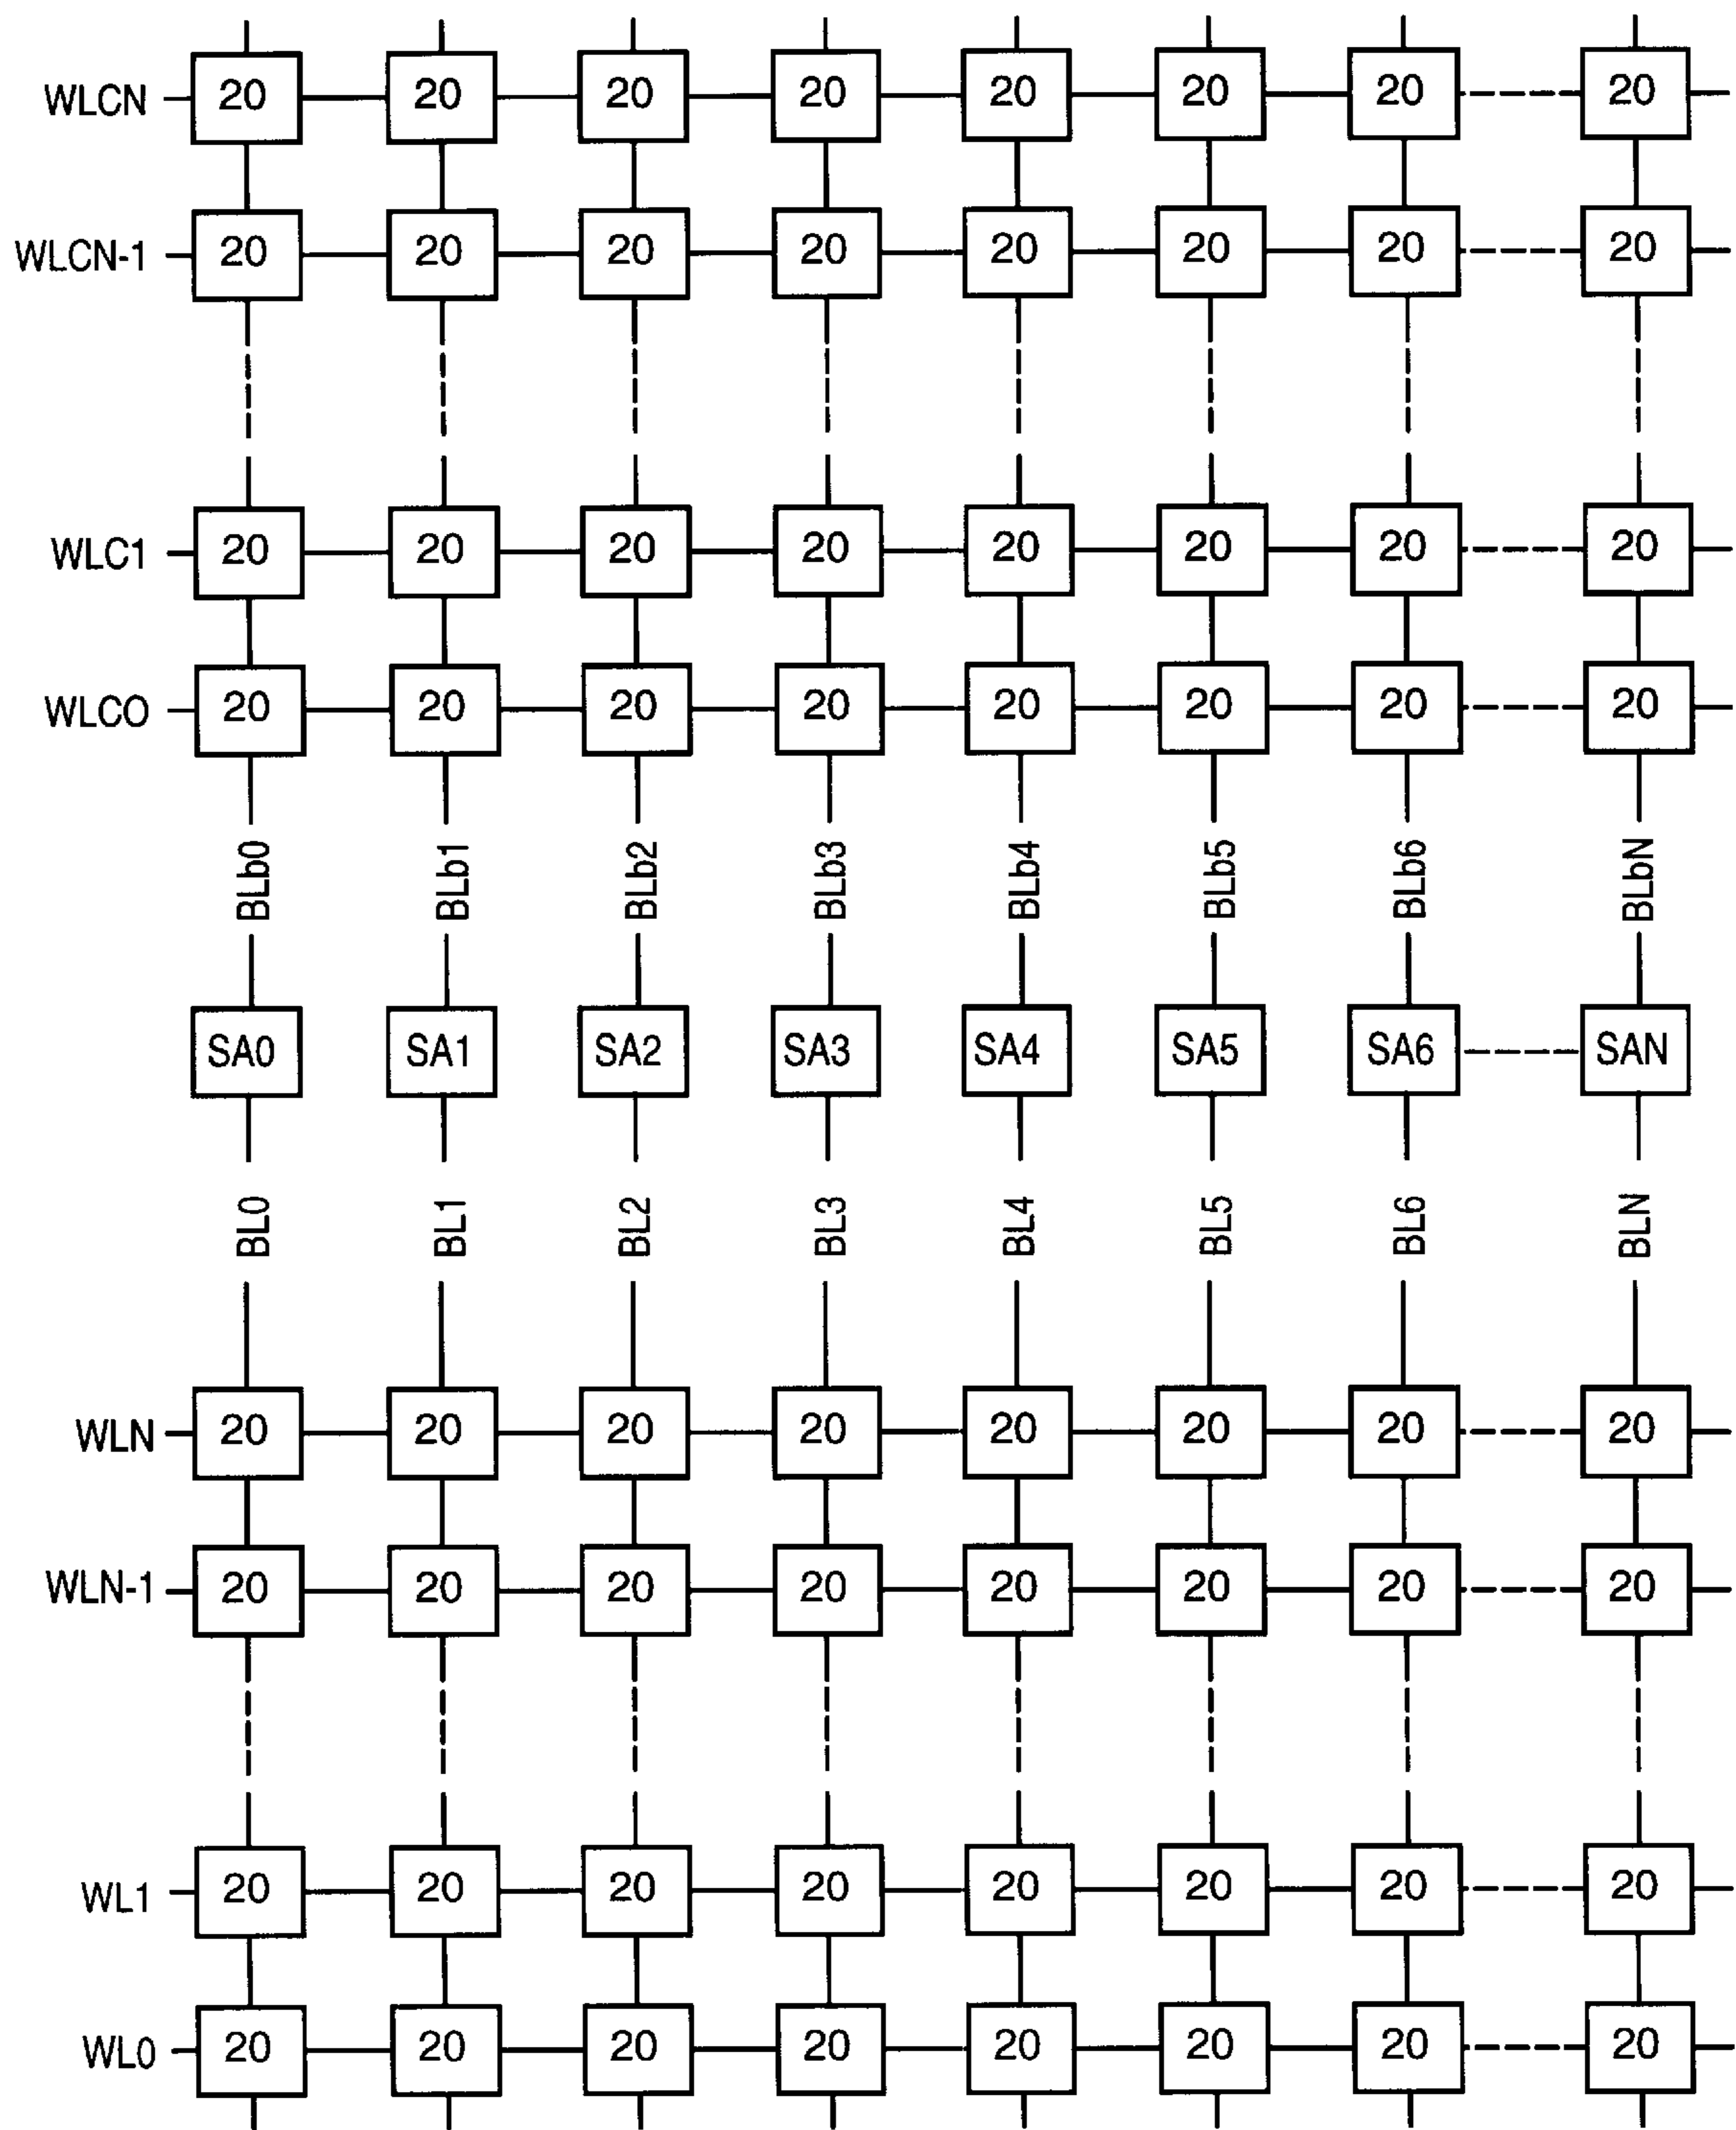 WLCN 20 20 20 20 20 20 20 20
WLCN-1 20 20 20 20 20 20 20 20
WLC1 20 20 20 20 20 20 20 20
WLCO 20 20 20 20 20 20 20 20
BLb0 BLb1 BLb2 BLb3 BLb4 BLb5 BLb6 BLbN
SA0 SA1 SA2 SA3 SA4 SA5 SA6 SAN
BL0 BL1 BL2 BL3 BL4 BL5 BL6 BLN
WLN 20 20 20 20 20 20 20 20
WLN-1 20 20 20 20 20 20 20 20
WL1 20 20 20 20 20 20 20 20
WL0 20 20 20 20 20 20 20 20